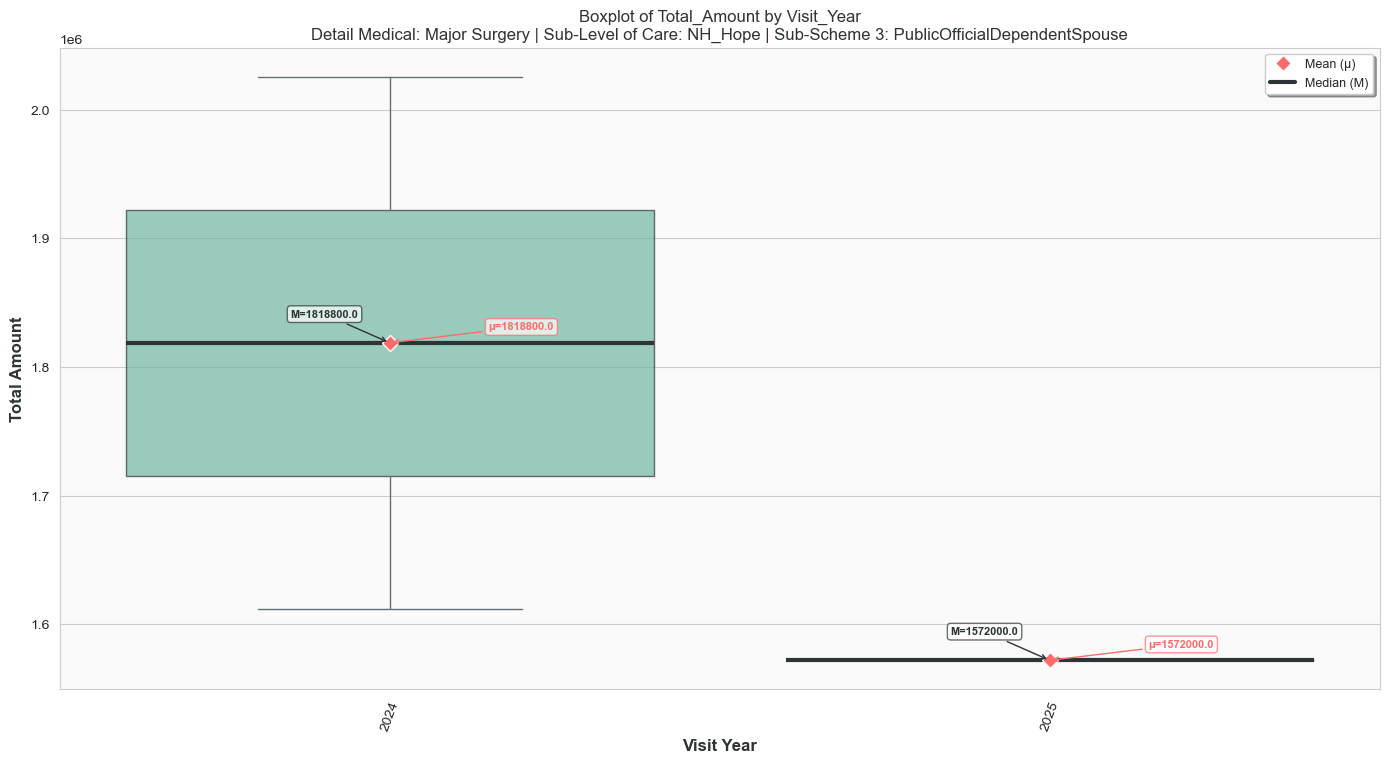 Boxplot of Total_Amount by Visit_Year
Detail Medical: Major Surgery | Sub-Level of Care: NH_Hope | Sub-Scheme 3: PublicOfficialDependentSpouse
1e6
Mean (μ)
Median (M)
2.0
1.9
1.8
1.7
1.6
M=1818800.0
μ=1818800.0
M=1572000.0
μ=1572000.0
Total Amount
2024
2025
Visit Year